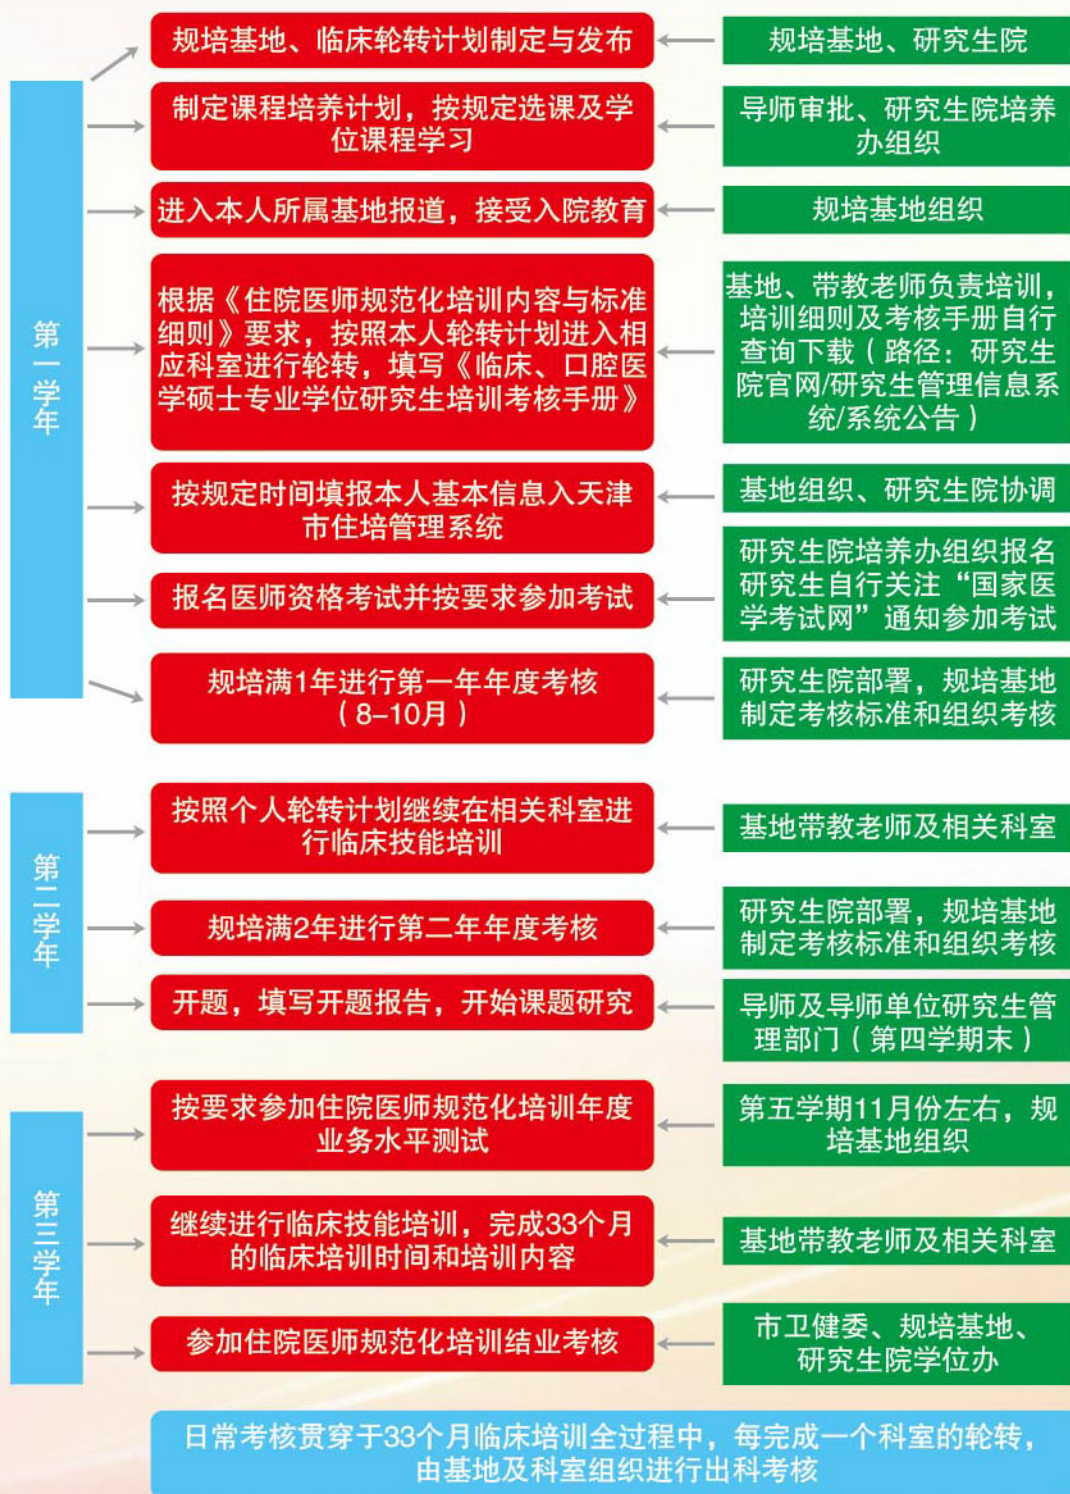 规培基地、临床轮转计划制定与发布
规培基地、研究生院
第一学年
制定课程培养计划，按规定选课及学
位课程学习
导师审批、研究生院培养
办组织
进入本人所属基地报道，接受入院教育
规培基地组织
根据《住院医师规范化培训内容与标准
细则》要求，按照本人轮转计划进入相
应科室进行轮转，填写《临床、口腔医
学硕士专业学位研究生培训考核手册》
基地、带教老师负责培训，
培训细则及考核手册自行
查询下载（路径：研究生
院官网/研究生管理信息系
统/系统公告）
按规定时间填报本人基本信息入天津
市住培管理系统
基地组织、研究生院协调
报名医师资格考试并按要求参加考试
研究生院培养办组织报名
研究生自行关注“国家医
学考试网”通知参加考试
规培满1年进行第一年年度考核
（8-10月）
研究生院部署，规培基地
制定考核标准和组织考核
第二学年
按照个人轮转计划继续在相关科室进
行临床技能培训
基地带教老师及相关科室
规培满2年进行第二年年度考核
研究生院部署，规培基地
制定考核标准和组织考核
开题，填写开题报告，开始课题研究
导师及导师单位研究生管
理部门（第四学期末）
第三学年
按要求参加住院医师规范化培训年度
业务水平测试
第五学期11月份左右，规
培基地组织
继续进行临床技能培训，完成33个月
的临床培训时间和培训内容
基地带教老师及相关科室
参加住院医师规范化培训结业考核
市卫健委、规培基地、
研究生院学位办
日常考核贯穿于33个月临床培训全过程中，每完成一个科室的轮转，
由基地及科室组织进行出科考核